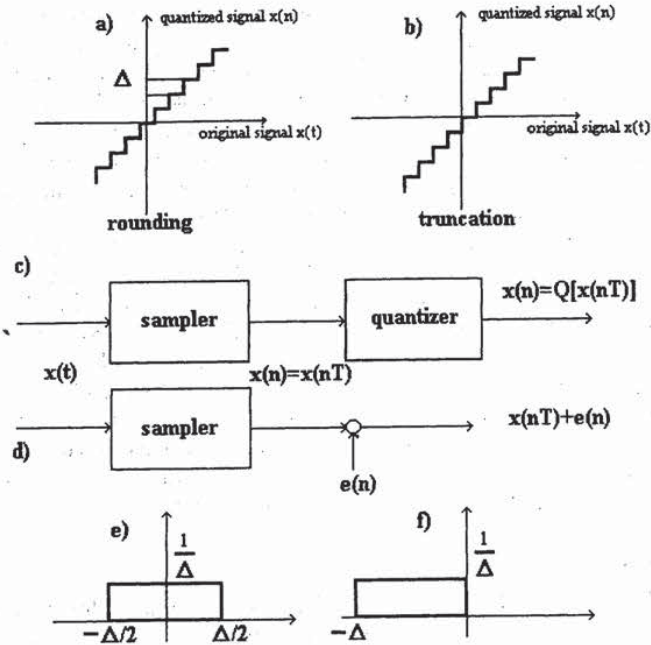 a)
quantized signal x(n)
Δ
original signal x(t)
rounding
b)
quantized signal x(n)
original signal x(t)
truncation
c)
sampler
quantizer
x(n)=Q[x(nT)]
x(t)
x(n)=x(nT)
d)
sampler
x(nT)+e(n)
e(n)
e)
1
Δ
−Δ/2
Δ/2
f)
1
Δ
−Δ